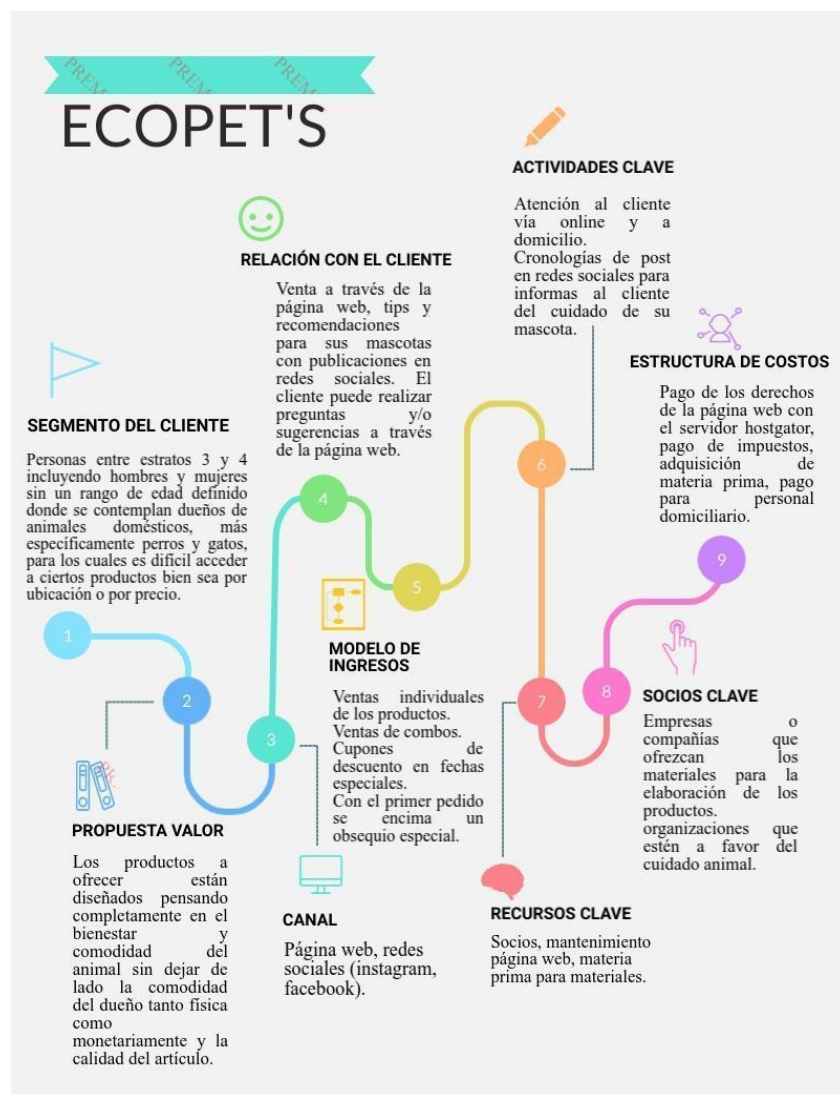 PREM
PREM
PREM
ECOPET'S
SEGMENTO DEL CLIENTE
Personas entre estratos 3 y 4
incluyendo hombres y mujeres
sin un rango de edad definido
donde se contemplan dueños de
animales domésticos, más
específicamente perros y gatos,
para los cuales es difícil acceder
a ciertos productos bien sea por
ubicación o por precio.
1
2
PROPUESTA VALOR
Los productos a
ofrecer están
diseñados pensando
completamente en el
bienestar y
comodidad del
animal sin dejar de
lado la comodidad
del dueño tanto física
como
monetariamente y la
calidad del artículo.
3
CANAL
Página web, redes
sociales (instagram,
facebook).
RELACIÓN CON EL CLIENTE
Venta a través de la
página web, tips y
recomendaciones
para sus mascotas
con publicaciones en
redes sociales. El
cliente puede realizar
preguntas y/o
sugerencias a través
de la página web.
4
5
MODELO DE
INGRESOS
Ventas individuales
de los productos.
Ventas de combos.
Cupones de
descuento en fechas
especiales.
Con el primer pedido
se encima un
obsequio especial.
ACTIVIDADES CLAVE
Atención al cliente
vía online y a
domicilio.
Cronologías de post
en redes sociales para
informas al cliente
del cuidado de su
mascota.
6
7
RECURSOS CLAVE
Socios, mantenimiento
página web, materia
prima para materiales.
8
SOCIOS CLAVE
Empresas o
compañías que
ofrezcan los
materiales para la
elaboración de los
productos.
organizaciones que
estén a favor del
cuidado animal.
ESTRUCTURA DE COSTOS
Pago de los derechos
de la página web con
el servidor hostgator,
pago de impuestos,
adquisición de
materia prima, pago
para personal
domiciliario.
9